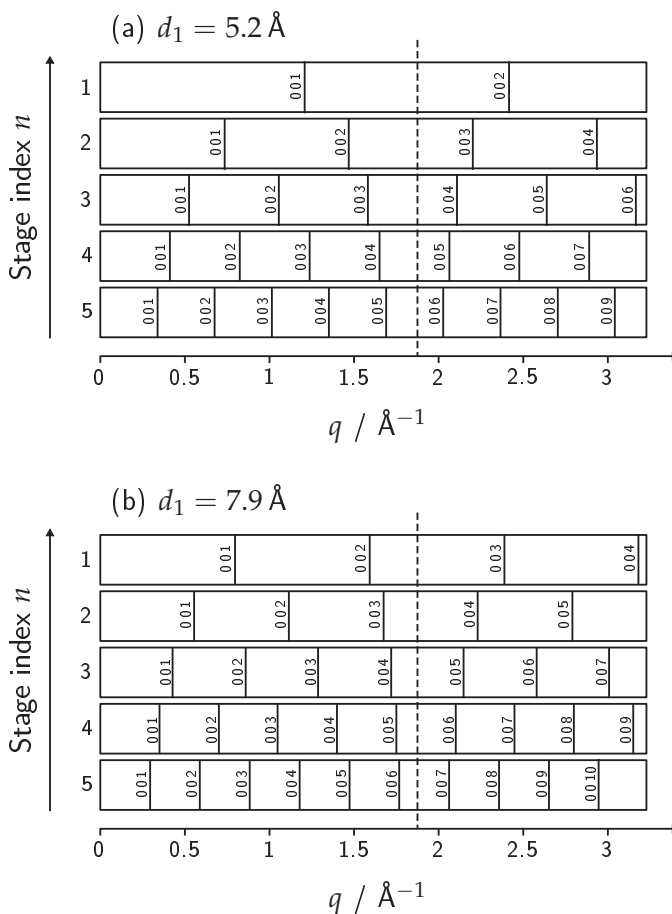 (a) d₁ = 5.2 Å
Stage index n
1 001 002
2 001 002 003 004
3 001 002 003 004 005 006
4 001 002 003 004 005 006 007
5 001 002 003 004 005 006 007 008 009
0 0.5 1 1.5 2 2.5 3
q / Å⁻¹
(b) d₁ = 7.9 Å
Stage index n
1 001 002 003 004
2 001 002 003 004 005
3 001 002 003 004 005 006 007
4 001 002 003 004 005 006 007 008 009
5 001 002 003 004 005 006 007 008 009 0010
0 0.5 1 1.5 2 2.5 3
q / Å⁻¹